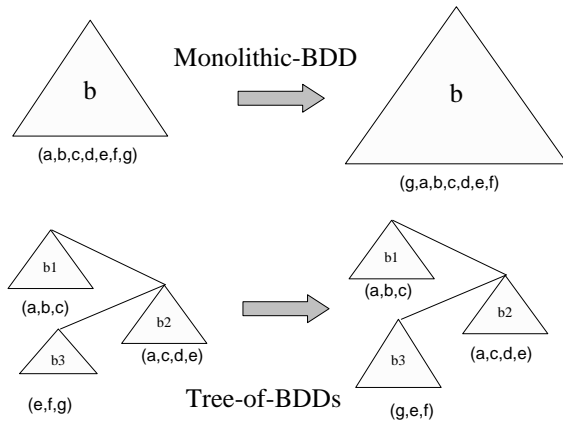 Monolithic-BDD
b
b
(a,b,c,d,e,f,g)
(g,a,b,c,d,e,f)
b1
b1
(a,b,c)
(a,b,c)
b2
b2
b3
b3
(a,c,d,e)
(a,c,d,e)
(e,f,g)
Tree-of-BDDs
(g,e,f)